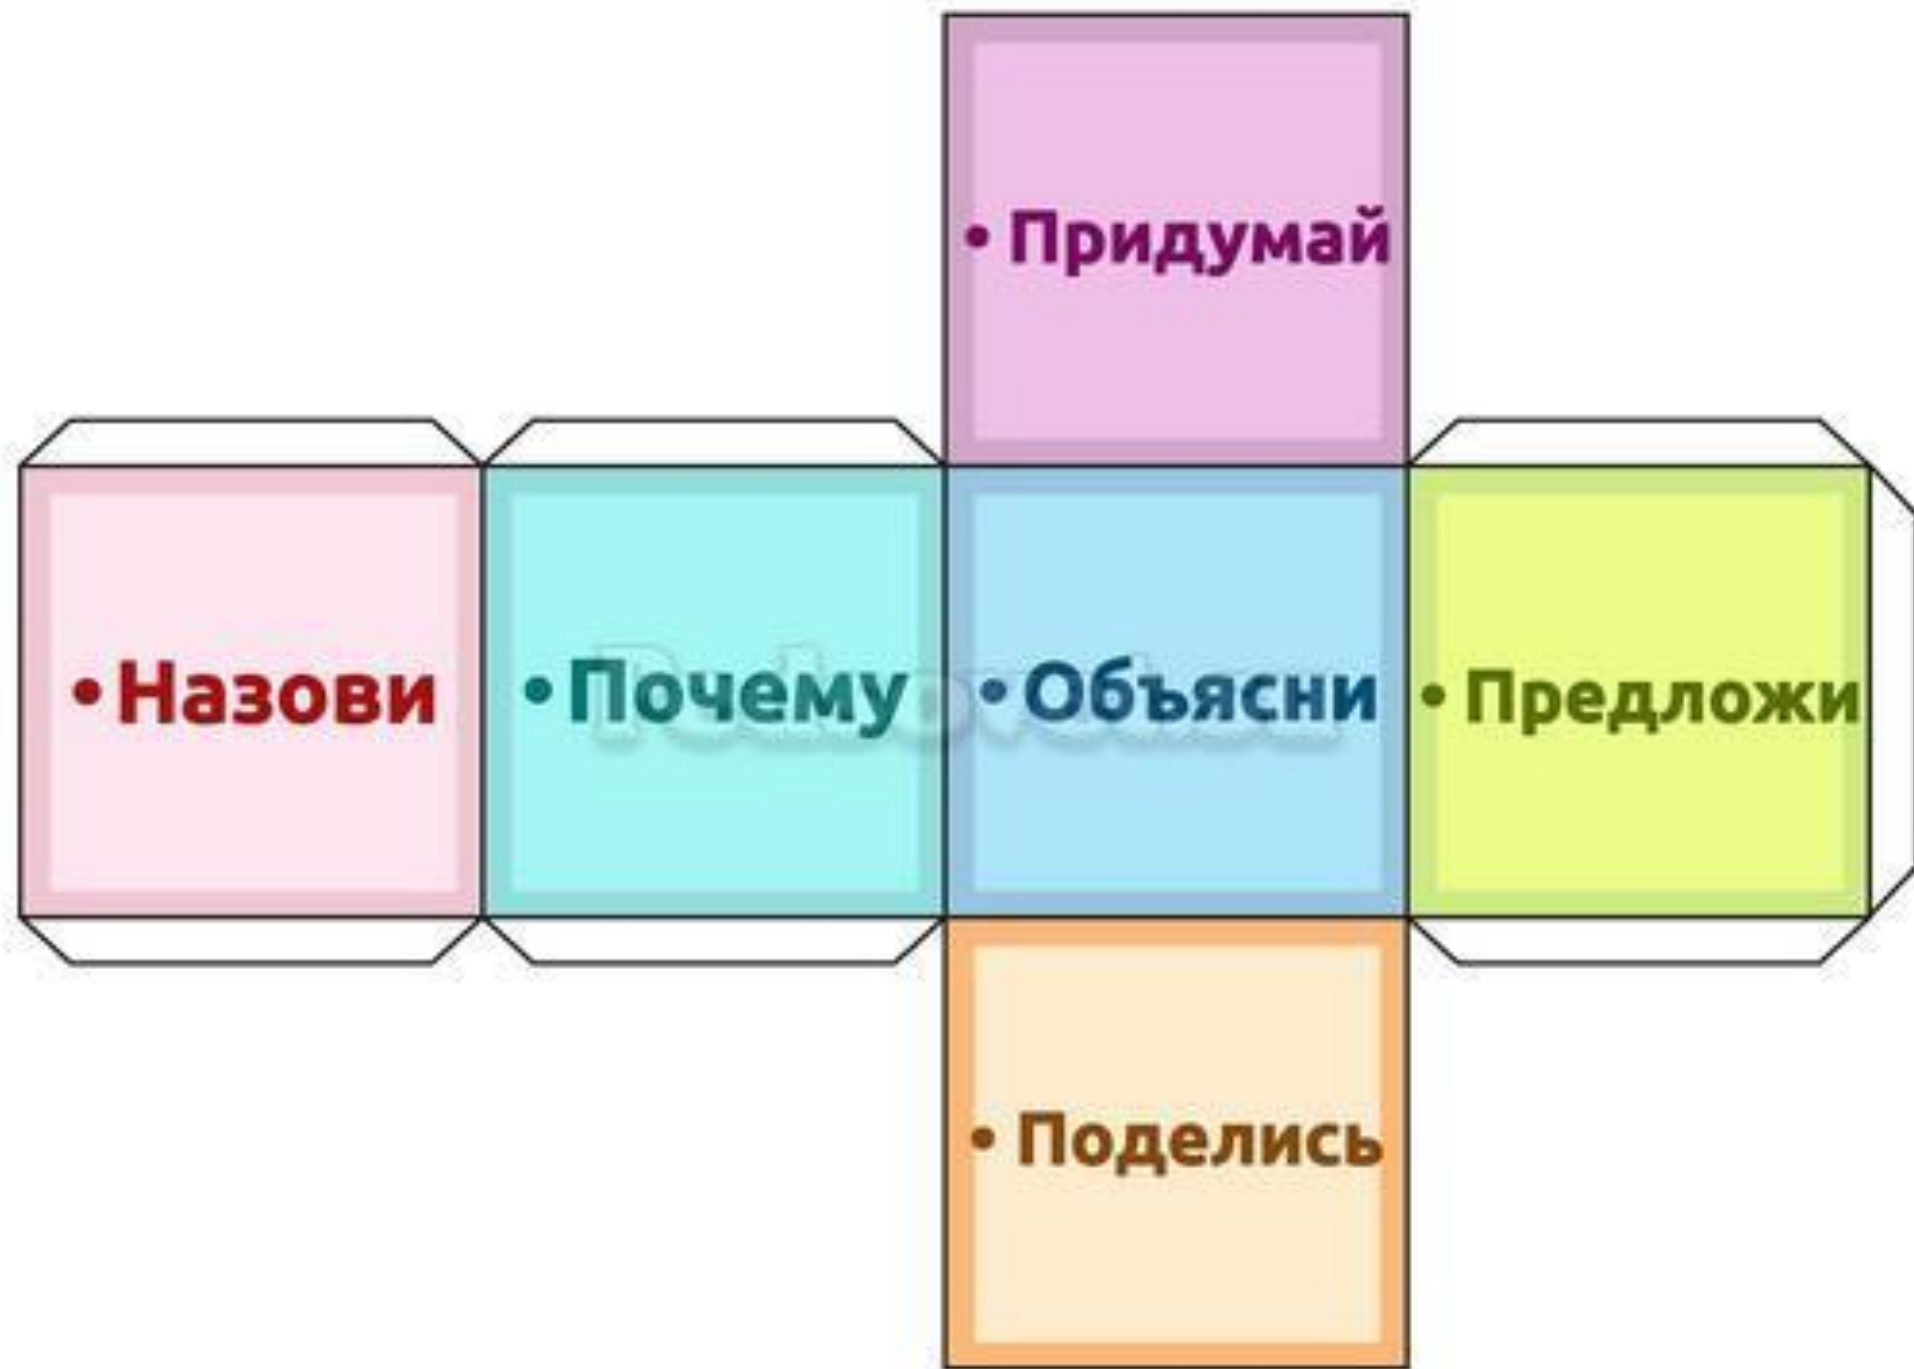 • Придумай
• Назови
• Почему
• Объясни
• Предложи
• Поделись